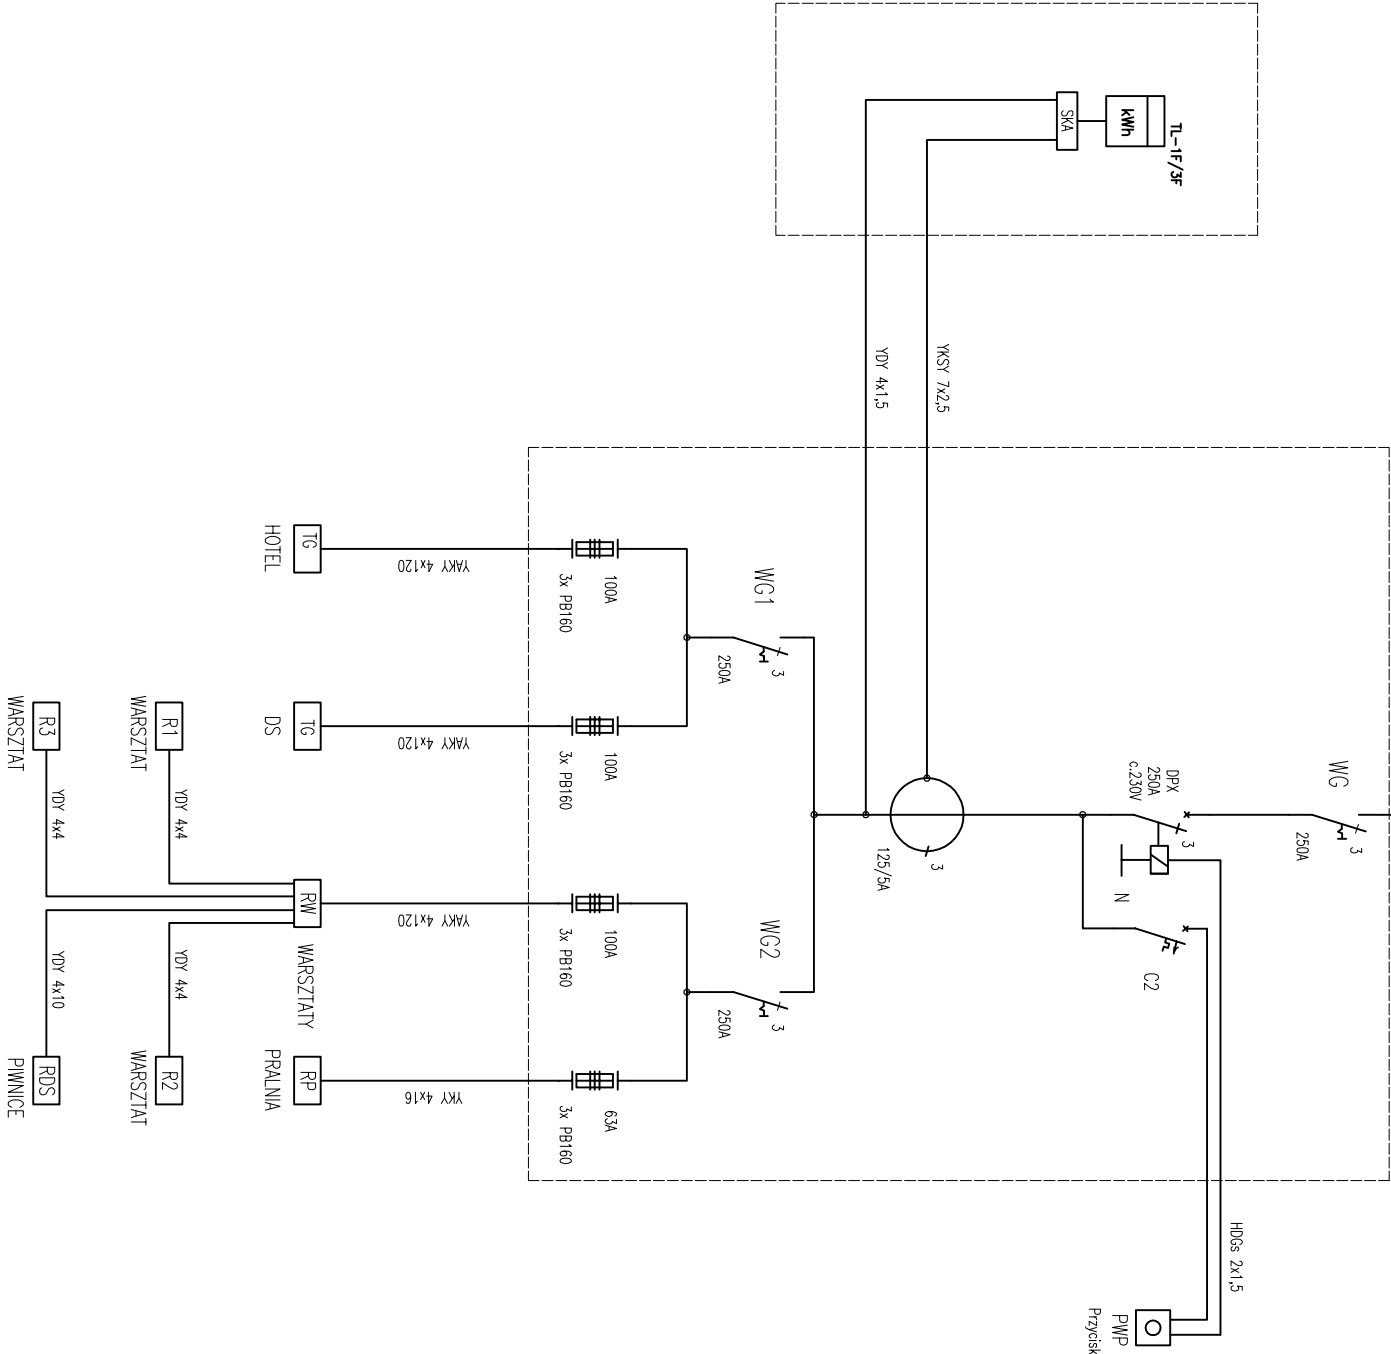 TL-1F/3F
kWh
SKA
YKSY 7x2,5
YDY 4x1,5
WG
250A
3
DPX
250A
c.230V
3
N
C2
125/5A
3
HDGs 2x1,5
PWP
Przycisk
WG1
250A
3
WG2
250A
3
100A
3x PB160
100A
3x PB160
100A
3x PB160
63A
3x PB160
YAKY 4x120
YAKY 4x120
YAKY 4x120
YKY 4x16
TG
HOTEL
TG
DS
RW
WARSZTATY
RP
PRALNIA
R1
WARSZTAT
YDY 4x4
YDY 4x4
R2
WARSZTAT
R3
WARSZTAT
YDY 4x4
YDY 4x10
RDS
PIWNICE